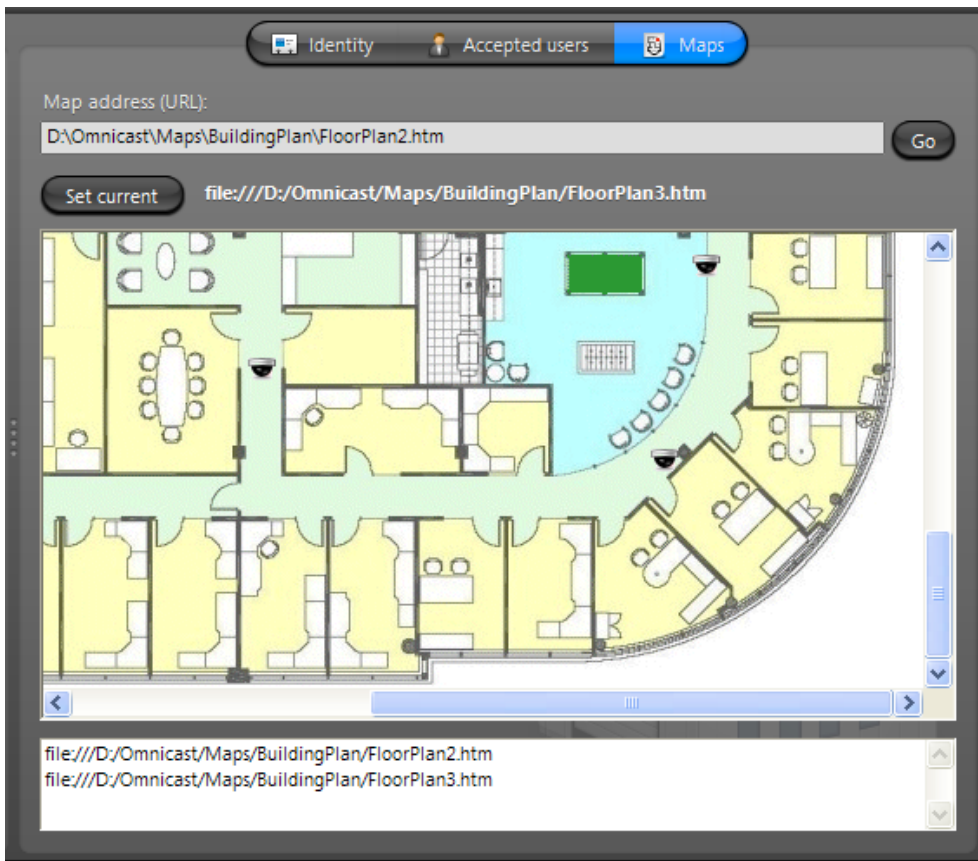 Identity Accepted users Maps
Map address (URL):
D:\Omnicast\Maps\BuildingPlan\FloorPlan2.htm Go
Set current file:///D:/Omnicast/Maps/BuildingPlan/FloorPlan3.htm
file:///D:/Omnicast/Maps/BuildingPlan/FloorPlan2.htm
file:///D:/Omnicast/Maps/BuildingPlan/FloorPlan3.htm